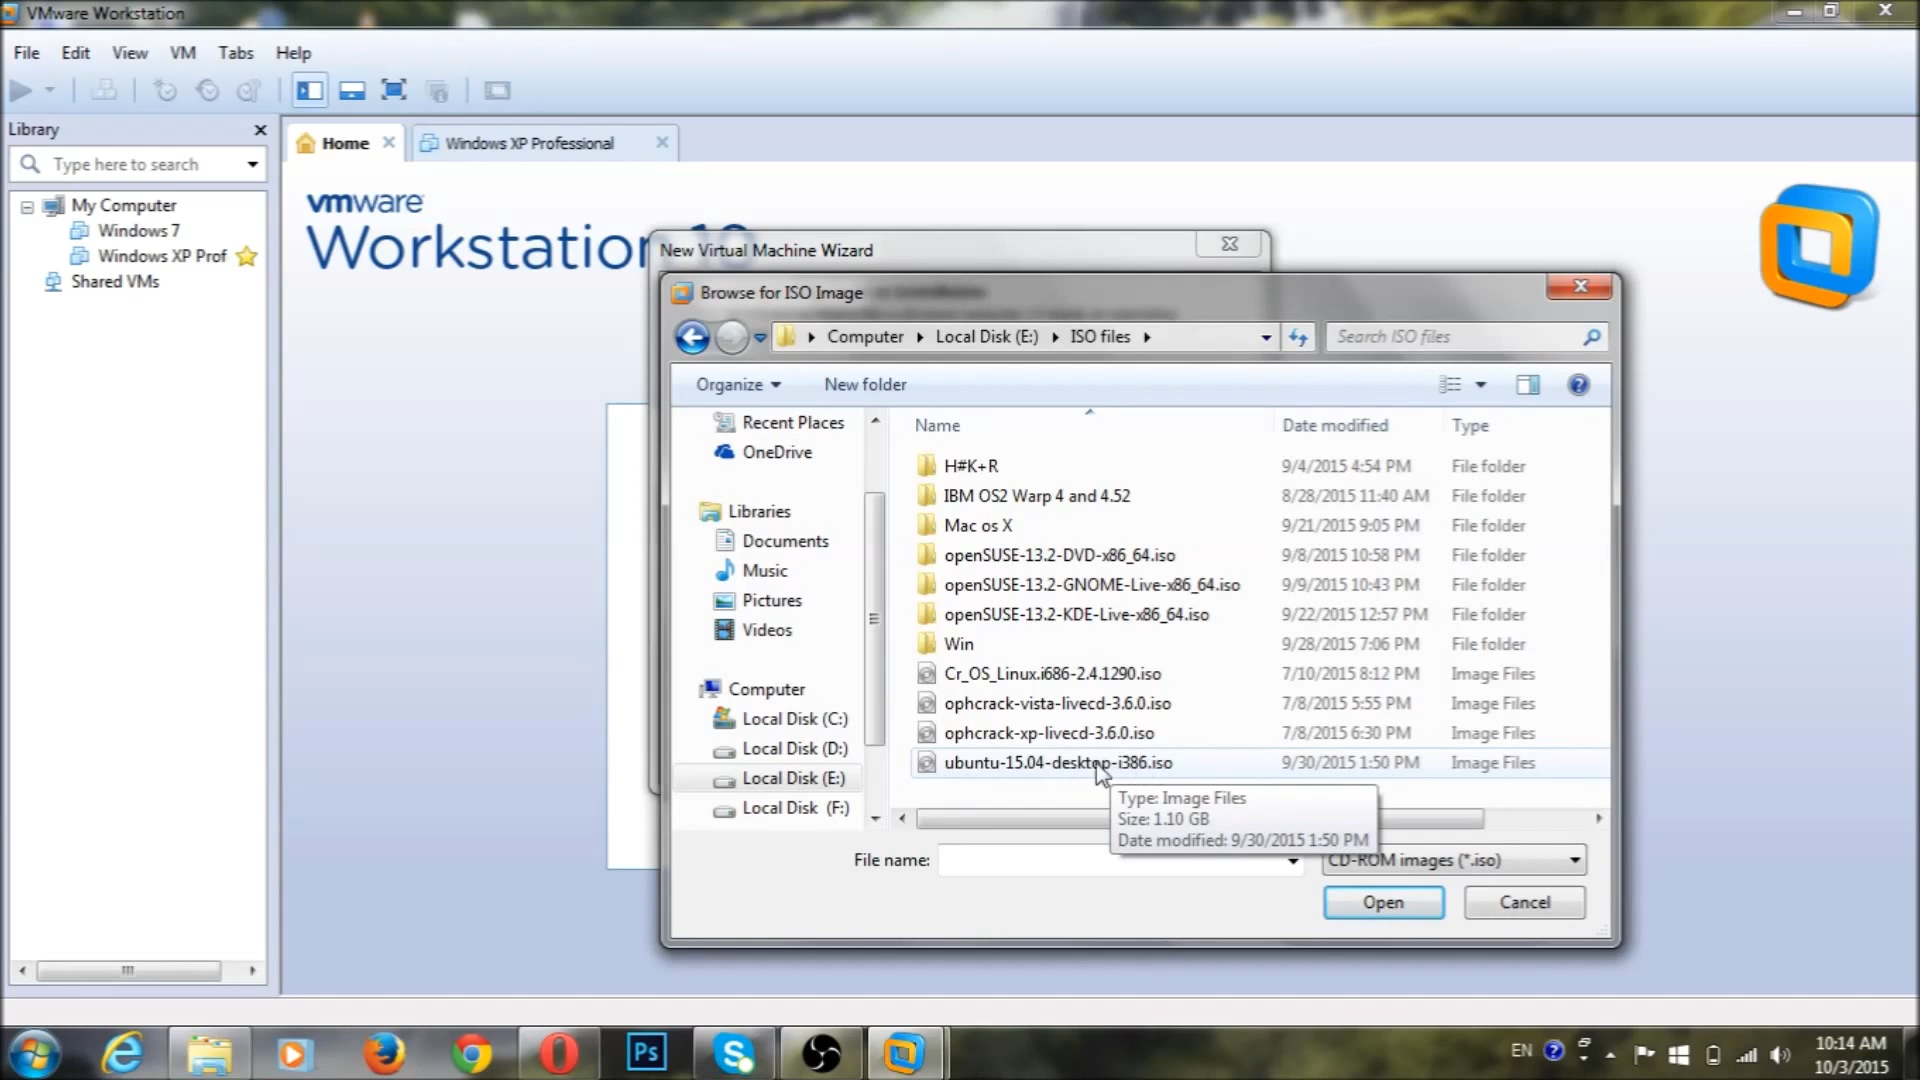 VMware Workstation
File Edit View VM Tabs Help
Library
Type here to search
My Computer
Windows 7
Windows XP Prof
Shared VMs
Home
Windows XP Professional
vmware
Workstation
New Virtual Machine Wizard
Browse for ISO Image
Computer Local Disk (E:) ISO files
Search ISO files
Organize New folder
Recent Places
OneDrive
Libraries
Documents
Music
Pictures
Videos
Computer
Local Disk (C:)
Local Disk (D:)
Local Disk (E:)
Local Disk (F:)
Name Date modified Type
H#K+R 9/4/2015 4:54 PM File folder
IBM OS2 Warp 4 and 4.52 8/28/2015 11:40 AM File folder
Mac os X 9/21/2015 9:05 PM File folder
openSUSE-13.2-DVD-x86_64.iso 9/8/2015 10:58 PM File folder
openSUSE-13.2-GNOME-Live-x86_64.iso 9/9/2015 10:43 PM File folder
openSUSE-13.2-KDE-Live-x86_64.iso 9/22/2015 12:57 PM File folder
Win 9/28/2015 7:06 PM File folder
Cr_OS_Linux.i686-2.4.1290.iso 7/10/2015 8:12 PM Image Files
ophcrack-vista-livecd-3.6.0.iso 7/8/2015 5:55 PM Image Files
ophcrack-xp-livecd-3.6.0.iso 7/8/2015 6:30 PM Image Files
ubuntu-15.04-desktop-i386.iso 9/30/2015 1:50 PM Image Files
Type: Image Files
Size: 1.10 GB
Date modified: 9/30/2015 1:50 PM
File name:
CD-ROM images (*.iso)
Open Cancel
Ps
EN
10:14 AM
10/3/2015